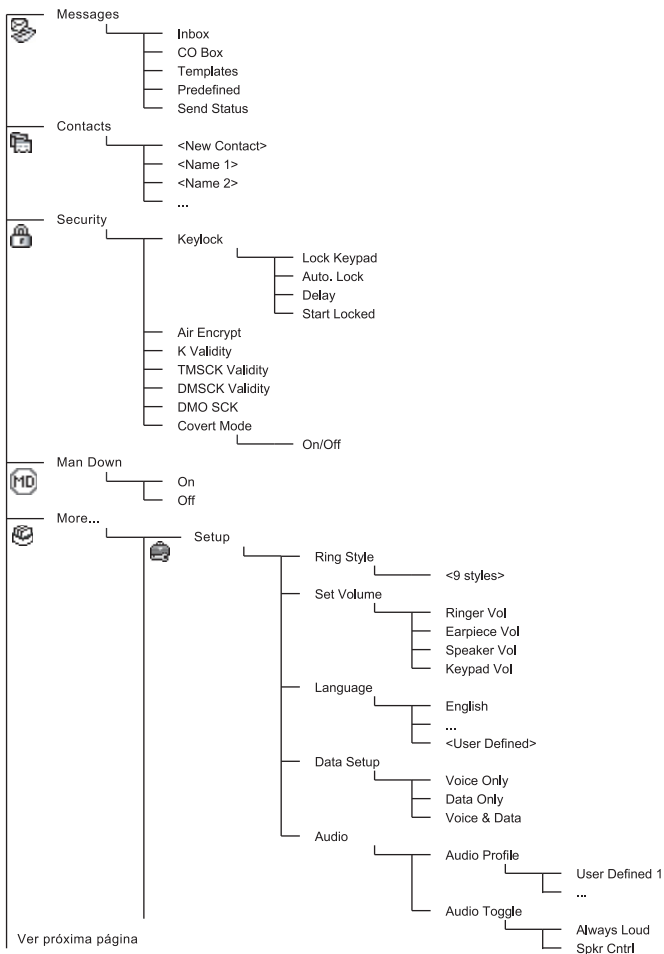 Messages
Inbox
CO Box
Templates
Predefined
Send Status
Contacts
<New Contact>
<Name 1>
<Name 2>
...
Security
Keylock
Lock Keypad
Auto. Lock
Delay
Start Locked
Air Encrypt
K Validity
TMSCK Validity
DMSCK Validity
DMO SCK
Covert Mode
On/Off
Man Down
MD
On
Off
More...
Setup
Ring Style
<9 styles>
Set Volume
Ringer Vol
Earpiece Vol
Speaker Vol
Keypad Vol
Language
English
...
<User Defined>
Data Setup
Voice Only
Data Only
Voice & Data
Audio
Audio Profile
User Defined 1
...
Audio Toggle
Always Loud
Spkr Cntrl
Ver próxima página